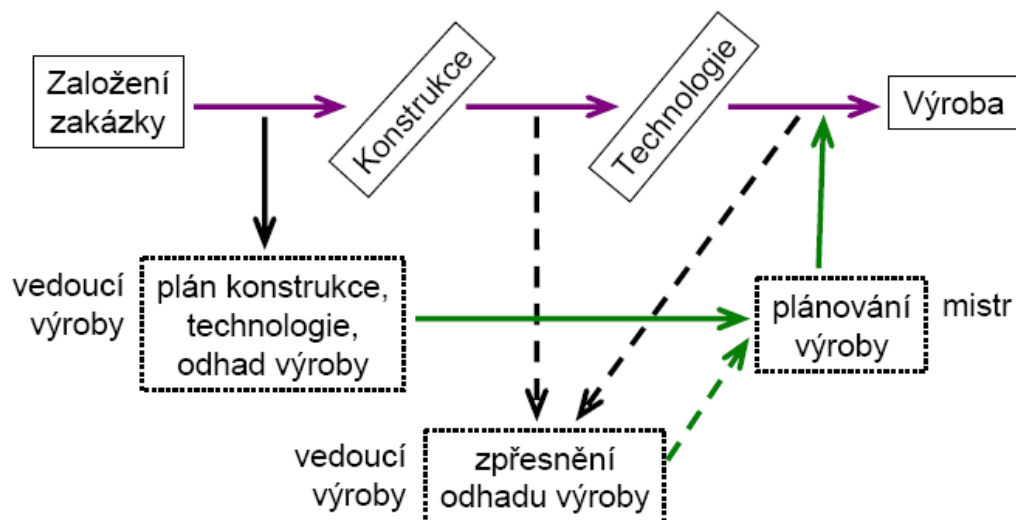 Založení
zakázky
Konstrukce
Technologie
Výroba
vedoucí
výroby
plán konstrukce,
technologie,
odhad výroby
plánování
výroby
mistr
vedoucí
výroby
zpřesnění
odhadu výroby